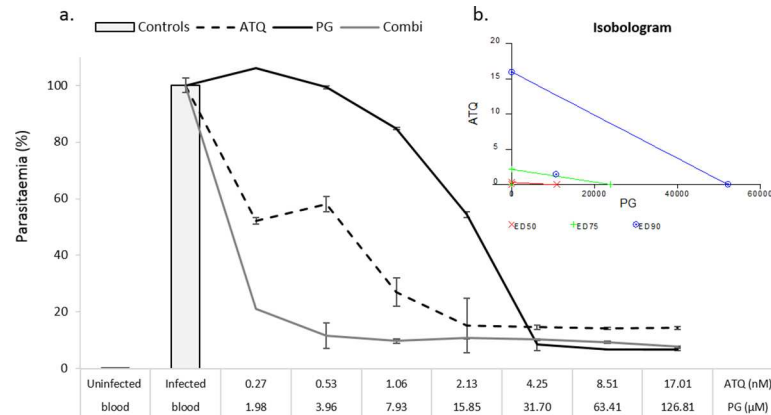 a.
Controls ATQ PG Combi
b.
Isobologram
Parasitaemia (%)
100
80
60
40
20
0
ATQ
20
15
10
5
0
0 20000 40000 60000
PG
ED50 ED75 ED90
Uninfected Infected 0.27 0.53 1.06 2.13 4.25 8.51 17.01 ATQ (nM)
blood blood 1.98 3.96 7.93 15.85 31.70 63.41 126.81 PG (µM)